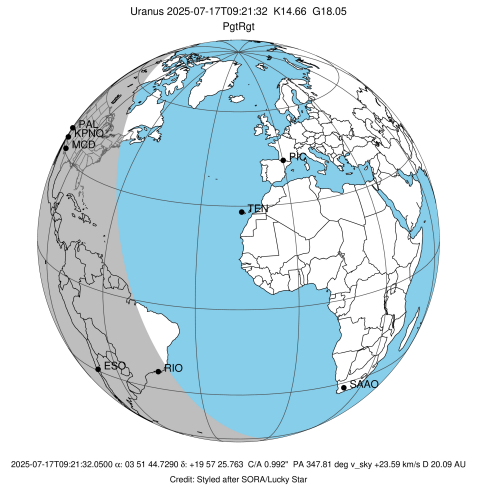 Uranus 2025-07-17T09:21:32 K14.66 G18.05
PgtRgt
PAL
KPNO
MCD
PIC
TEN
ESO
RIO
SAAO
2025-07-17T09:21:32.0500 α: 03 51 44.7290 δ: +19 57 25.763 C/A 0.992" PA 347.81 deg v_sky +23.59 km/s D 20.09 AU
Credit: Styled after SORA/Lucky Star